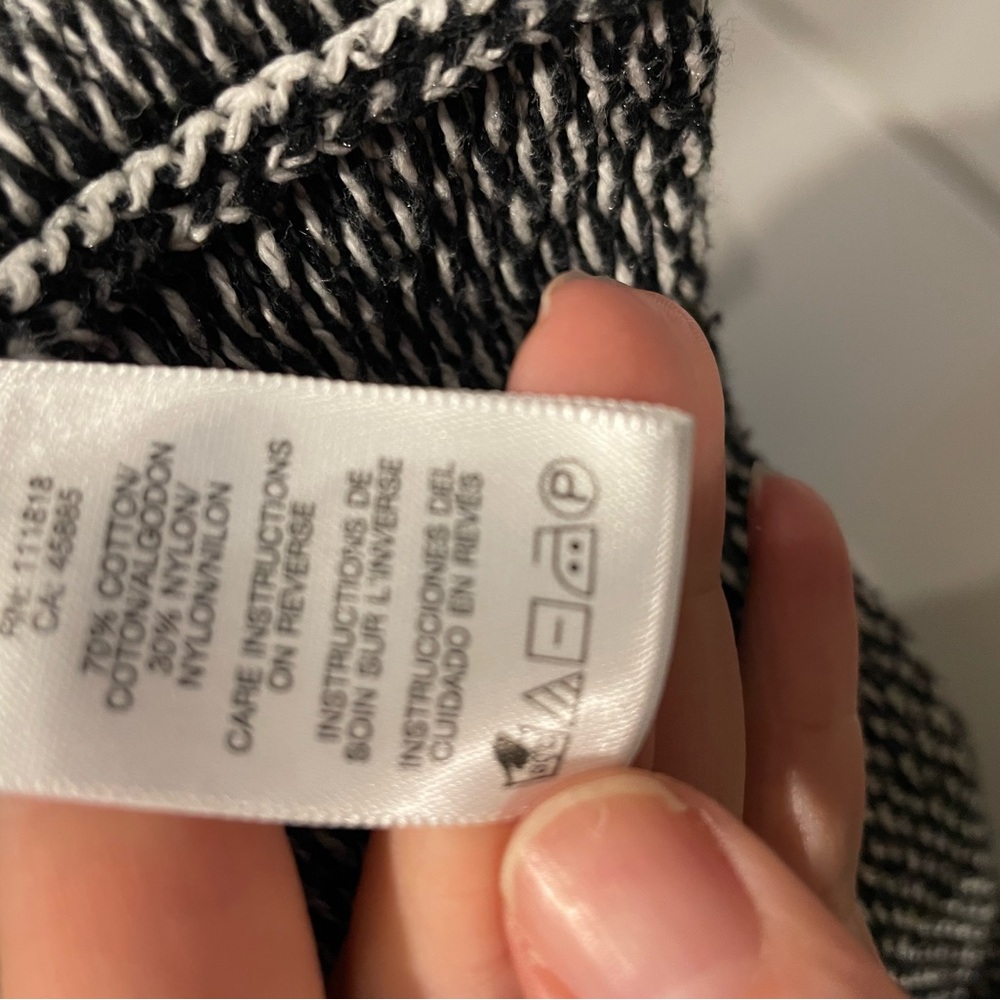 RN: 111818
CA: 45885
70% COTTON/
COTON/ALGODON
30% NYLON/
NYLON/NILON
CARE INSTRUCTIONS
ON REVERSE
INSTRUCTIONS DE
SOIN SUR L'INVERSE
INSTRUCCIONES DEL
CUIDADO EN REVÉS
P